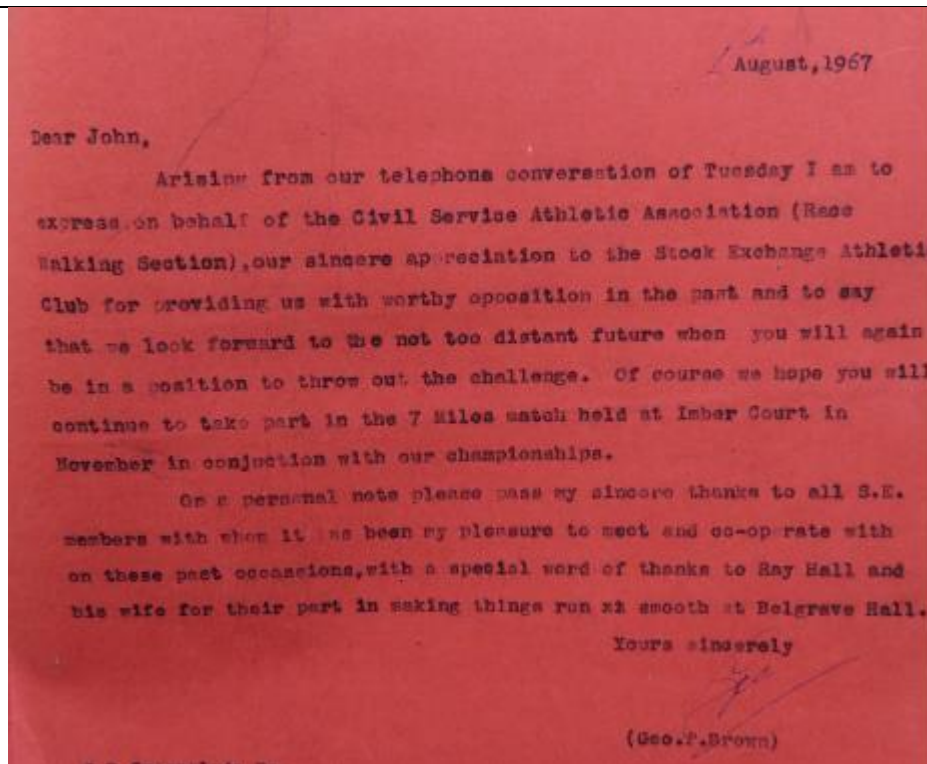 August,1967
Dear John,
Arising from our telephone conversation of Tuesday I am to
express,on behalf of the Civil Service Athletic Association (Race
Walking Section),our sincere appreciation to the Stock Exchange Athleti
Club for providing us with worthy opposition in the past and to say
that we look forward to the not too distant future when you will again
be in a position to throw out the challenge. Of course we hope you will
continue to take part in the 7 Miles match held at Imber Court in
November in conjuction with our championships.
On a personal note please pass my sincere thanks to all S.E.
members with whom it has been my pleasure to meet and co-operate with
on these past occassions,with a special word of thanks to Ray Hall and
his wife for their part in making things run xx smooth at Belgrave Hall.
Yours sincerely
(Geo.T.Brown)